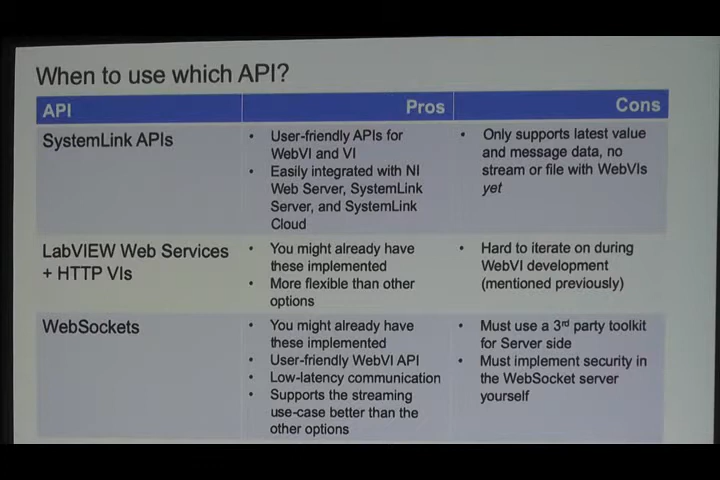 When to use which API?
API Pros Cons
SystemLink APIs
• User-friendly APIs for
WebVI and VI
• Easily integrated with NI
Web Server, SystemLink
Server, and SystemLink
Cloud
• Only supports latest value
and message data, no
stream or file with WebVIs
yet
LabVIEW Web Services
+ HTTP VIs
• You might already have
these implemented
• More flexible than other
options
• Hard to iterate on during
WebVI development
(mentioned previously)
WebSockets
• You might already have
these implemented
• User-friendly WebVI API
• Low-latency communication
• Supports the streaming
use-case better than the
other options
• Must use a 3rd party toolkit
for Server side
• Must implement security in
the WebSocket server
yourself